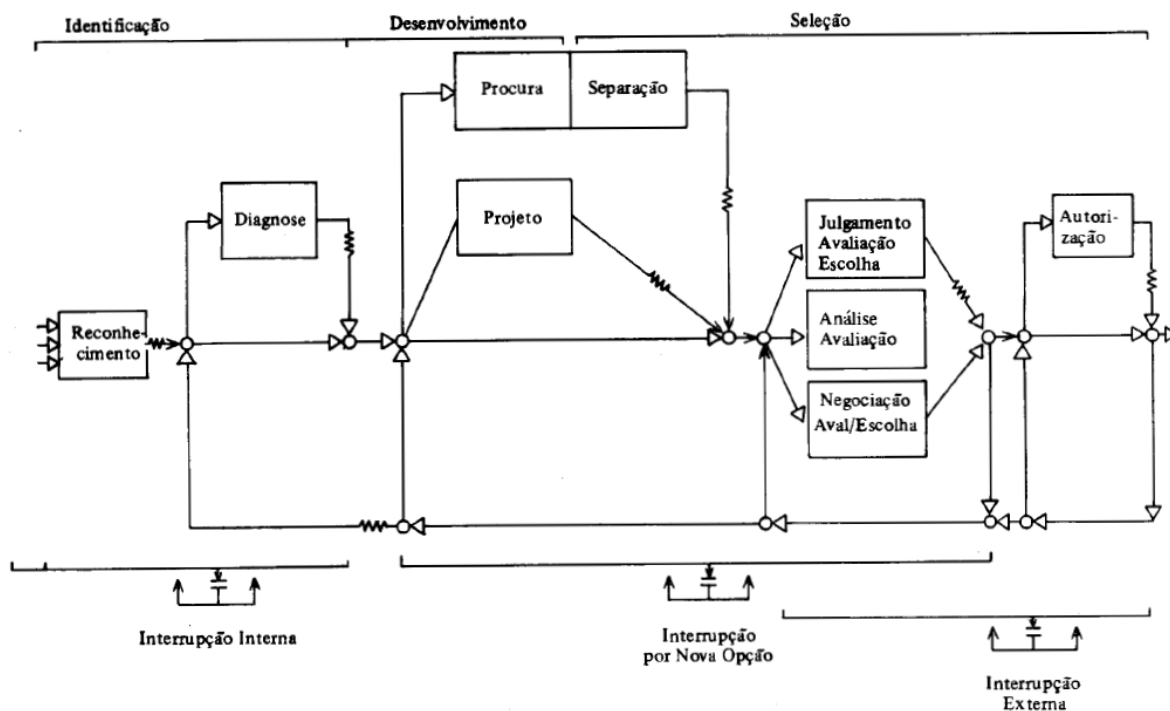 Identificação
Desenvolvimento
Seleção
Procura
Separação
Diagnose
Projeto
Julgamento
Avaliação
Escolha
Autori-
zação
Reconhe-
cimento
Análise
Avaliação
Negociação
Aval/Escolha
Interrupção Interna
Interrupção
por Nova Opção
Interrupção
Externa